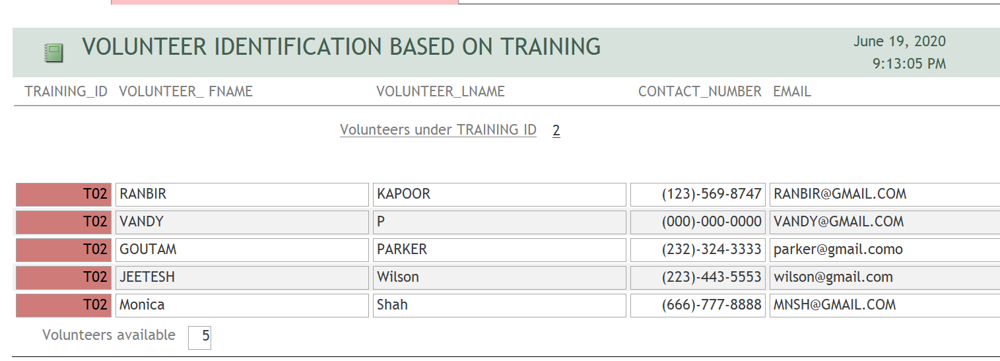 VOLUNTEER IDENTIFICATION BASED ON TRAINING
June 19, 2020
9:13:05 PM
TRAINING_ID VOLUNTEER_ FNAME VOLUNTEER_LNAME CONTACT_NUMBER EMAIL
Volunteers under TRAINING ID 2
T02 RANBIR KAPOOR (123)-569-8747 RANBIR@GMAIL.COM
T02 VANDY P (000)-000-0000 VANDY@GMAIL.COM
T02 GOUTAM PARKER (232)-324-3333 parker@gmail.como
T02 JEETESH Wilson (223)-443-5553 wilson@gmail.com
T02 Monica Shah (666)-777-8888 MNSH@GMAIL.COM
Volunteers available 5